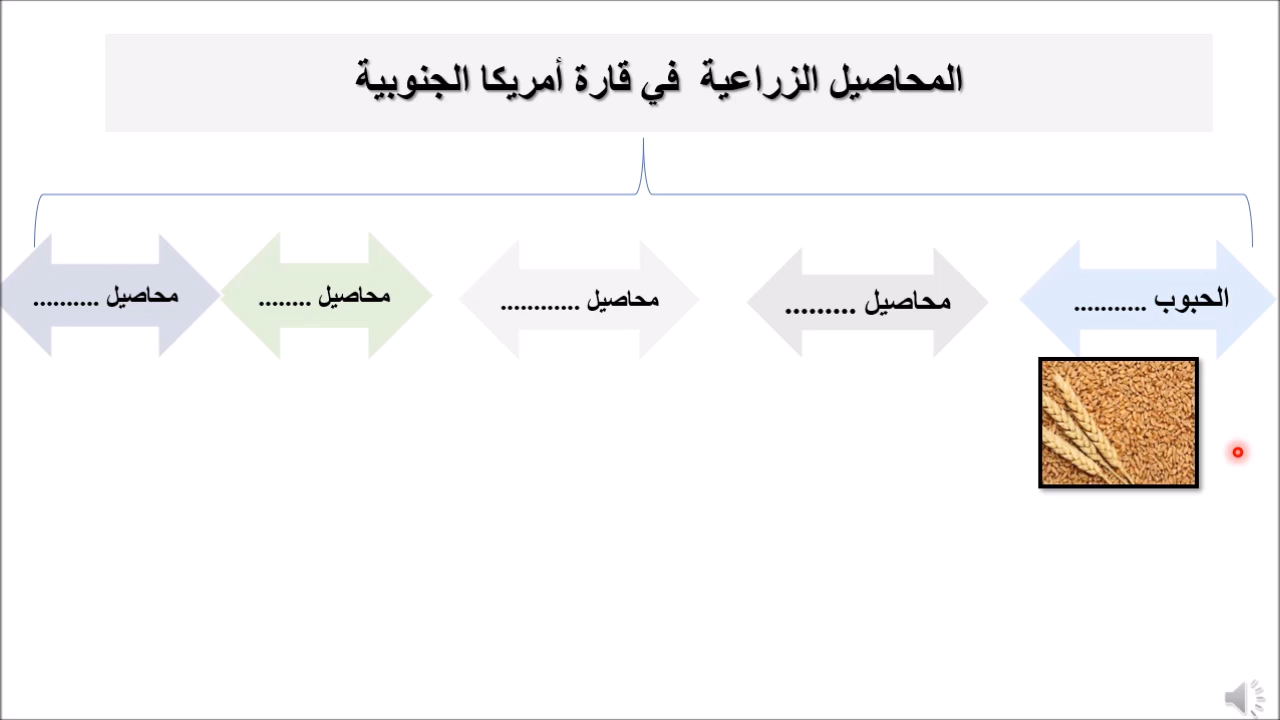 المحاصيل الزراعية في قارة أمريكا الجنوبية
الحبوب ...........
محاصيل .........
محاصيل ............
محاصيل ........
محاصيل ..........